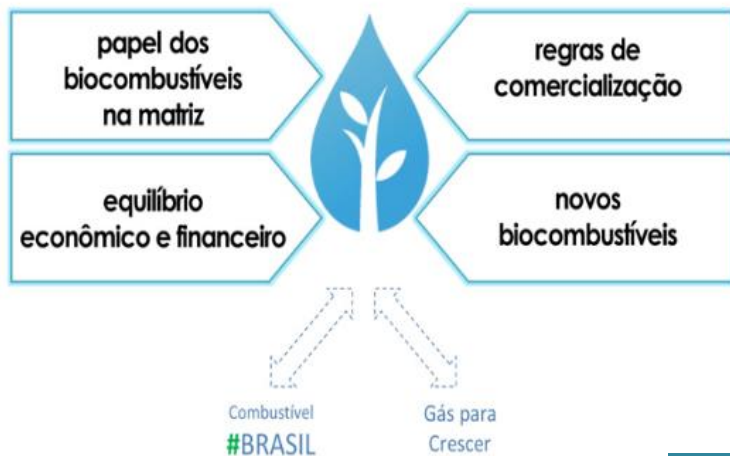 papel dos
biocombustíveis
na matriz
regras de
comercialização
equilíbrio
econômico e financeiro
novos
biocombustíveis
Combustível
#BRASIL
Gás para
Crescer